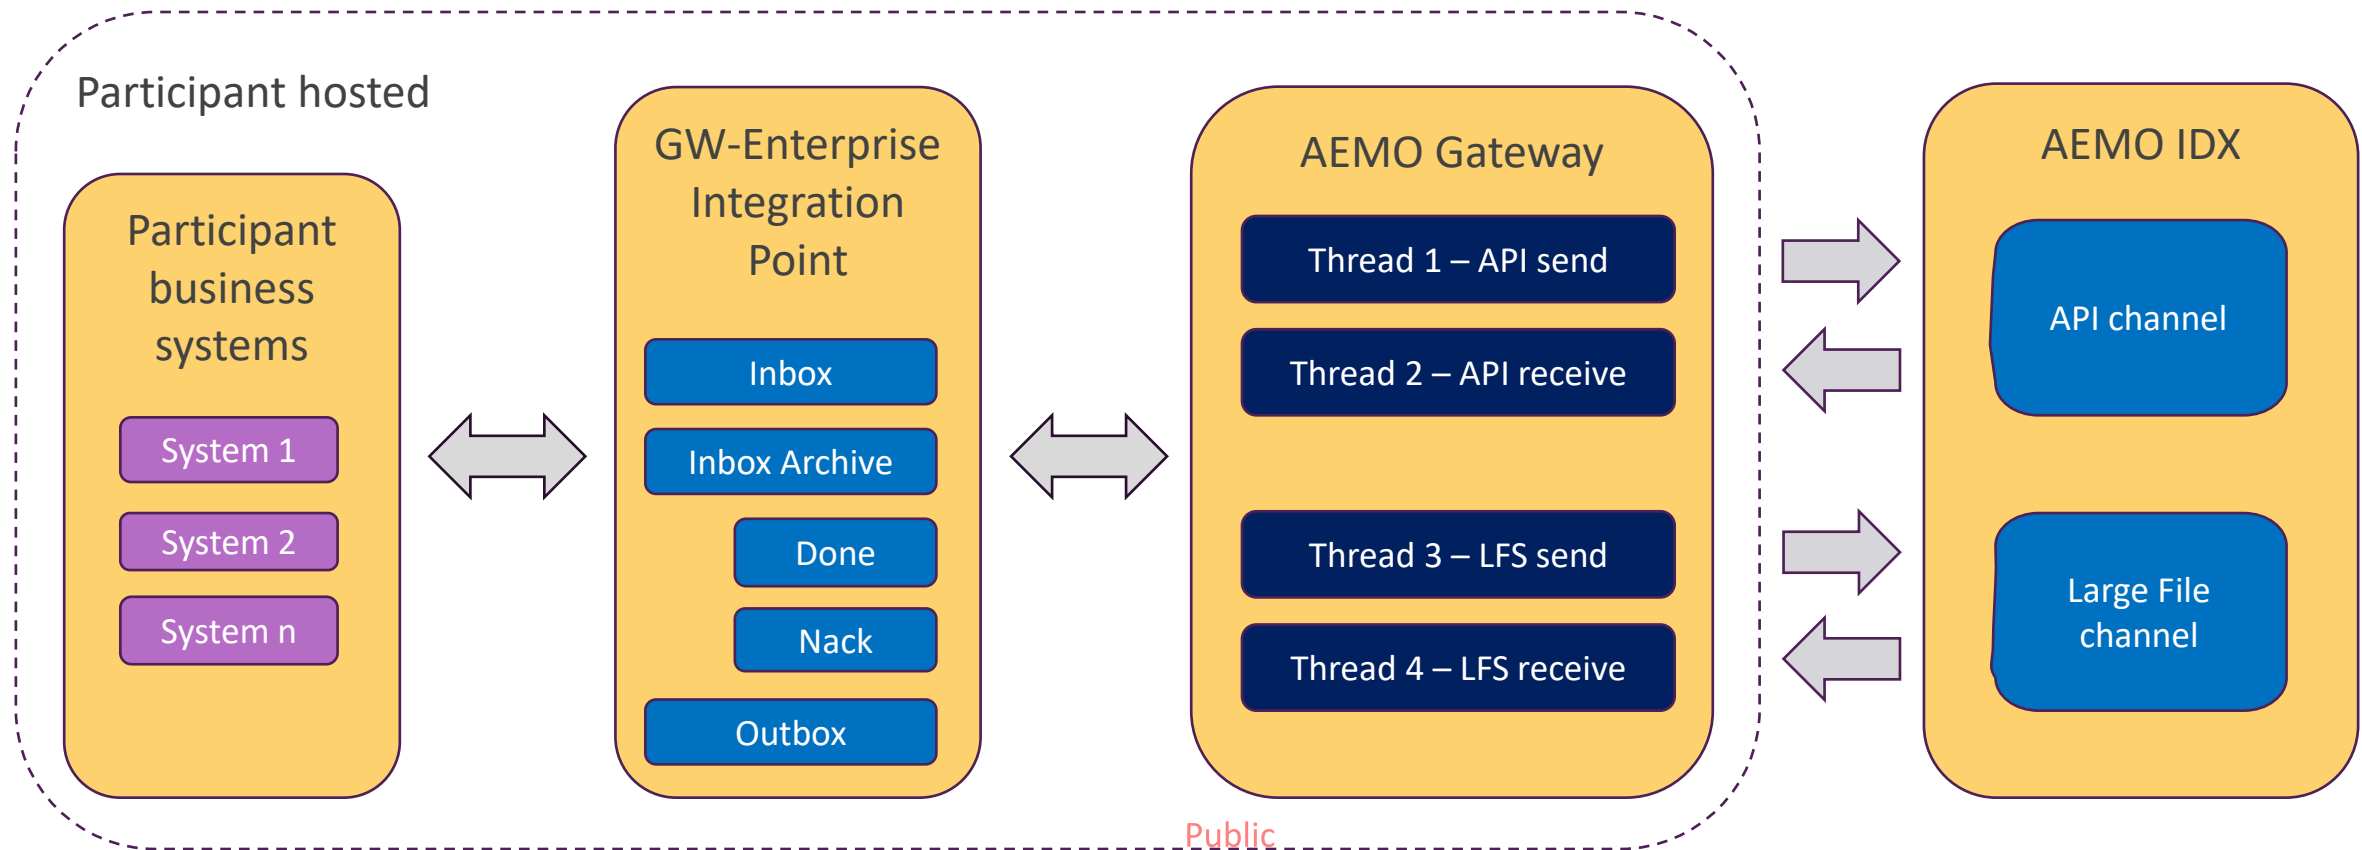 Participant hosted
Participant
business
systems
System 1
System 2
System n
GW-Enterprise
Integration
Point
Inbox
Inbox Archive
Done
Nack
Outbox
AEMO Gateway
Thread 1 – API send
Thread 2 – API receive
Thread 3 – LFS send
Thread 4 – LFS receive
AEMO IDX
API channel
Large File
channel
Public